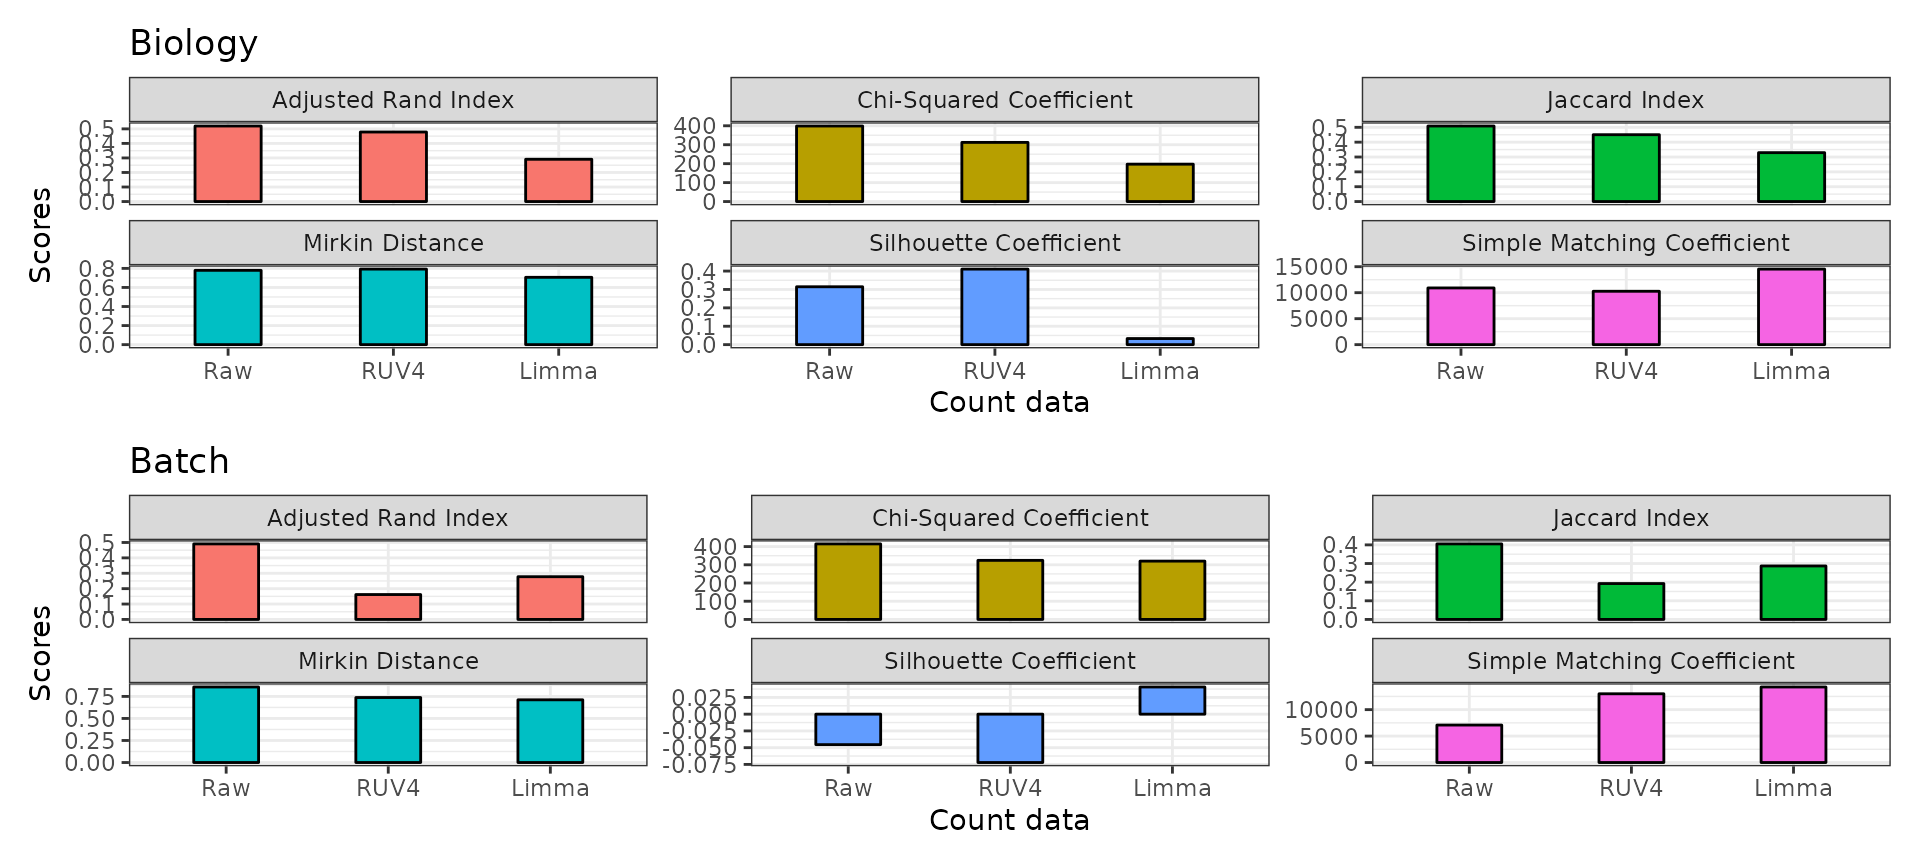 Biology
Adjusted Rand Index
Chi-Squared Coefficient
Jaccard Index
0.5
0.4
0.3
0.2
0.1
0.0
400
300
200
100
0
0.5
0.4
0.3
0.2
0.1
0.0
Scores
Mirkin Distance
Silhouette Coefficient
Simple Matching Coefficient
0.8
0.6
0.4
0.2
0.0
0.4
0.3
0.2
0.1
0.0
15000
10000
5000
0
Raw RUV4 Limma
Raw RUV4 Limma
Raw RUV4 Limma
Count data
Batch
Adjusted Rand Index
Chi-Squared Coefficient
Jaccard Index
0.5
0.4
0.3
0.2
0.1
0.0
400
300
200
100
0
0.4
0.3
0.2
0.1
0.0
Scores
Mirkin Distance
Silhouette Coefficient
Simple Matching Coefficient
0.75
0.50
0.25
0.00
0.025
0.000
-0.025
-0.050
-0.075
10000
5000
0
Raw RUV4 Limma
Raw RUV4 Limma
Raw RUV4 Limma
Count data